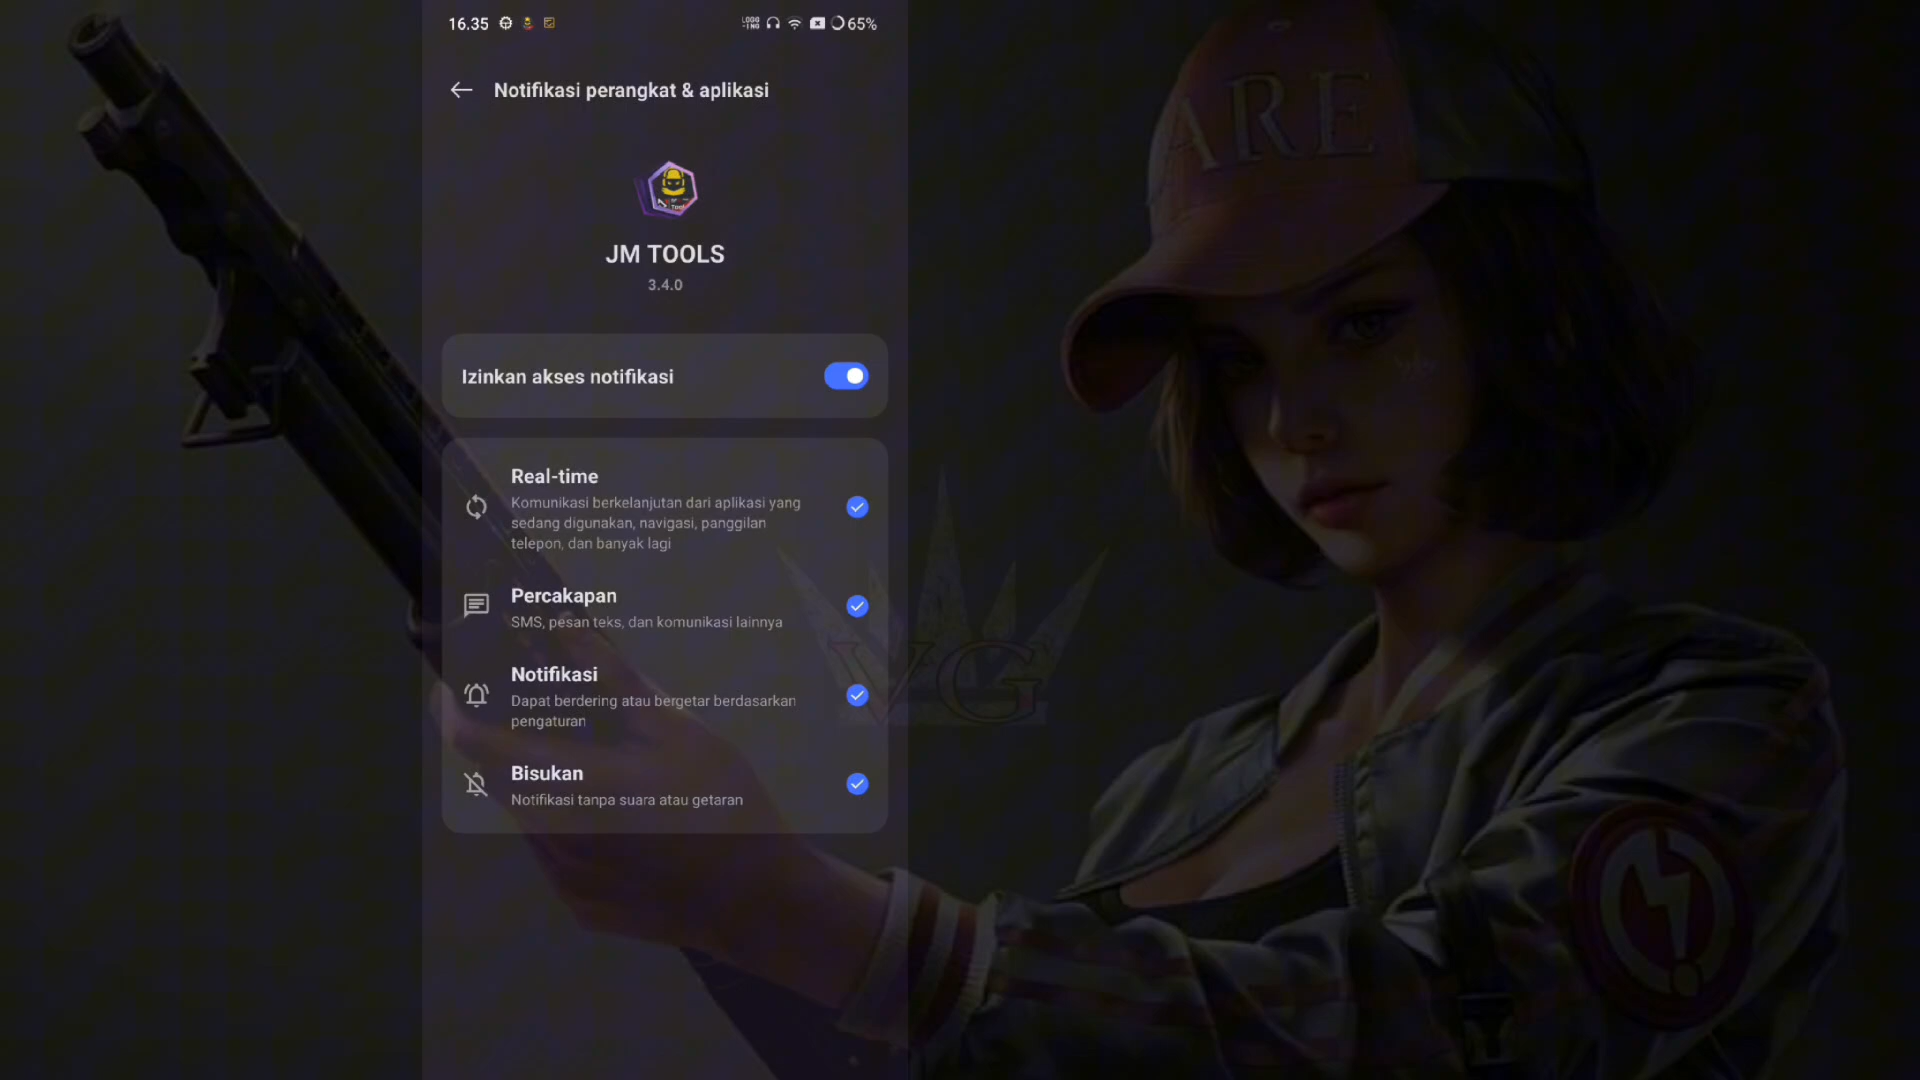 16.35
65%
Notifikasi perangkat & aplikasi
JM TOOLS
3.4.0
Izinkan akses notifikasi
Real-time
Komunikasi berkelanjutan dari aplikasi yang
sedang digunakan, navigasi, panggilan
telepon, dan banyak lagi
Percakapan
SMS, pesan teks, dan komunikasi lainnya
Notifikasi
Dapat berdering atau bergetar berdasarkan
pengaturan
Bisukan
Notifikasi tanpa suara atau getaran
ARE
VG